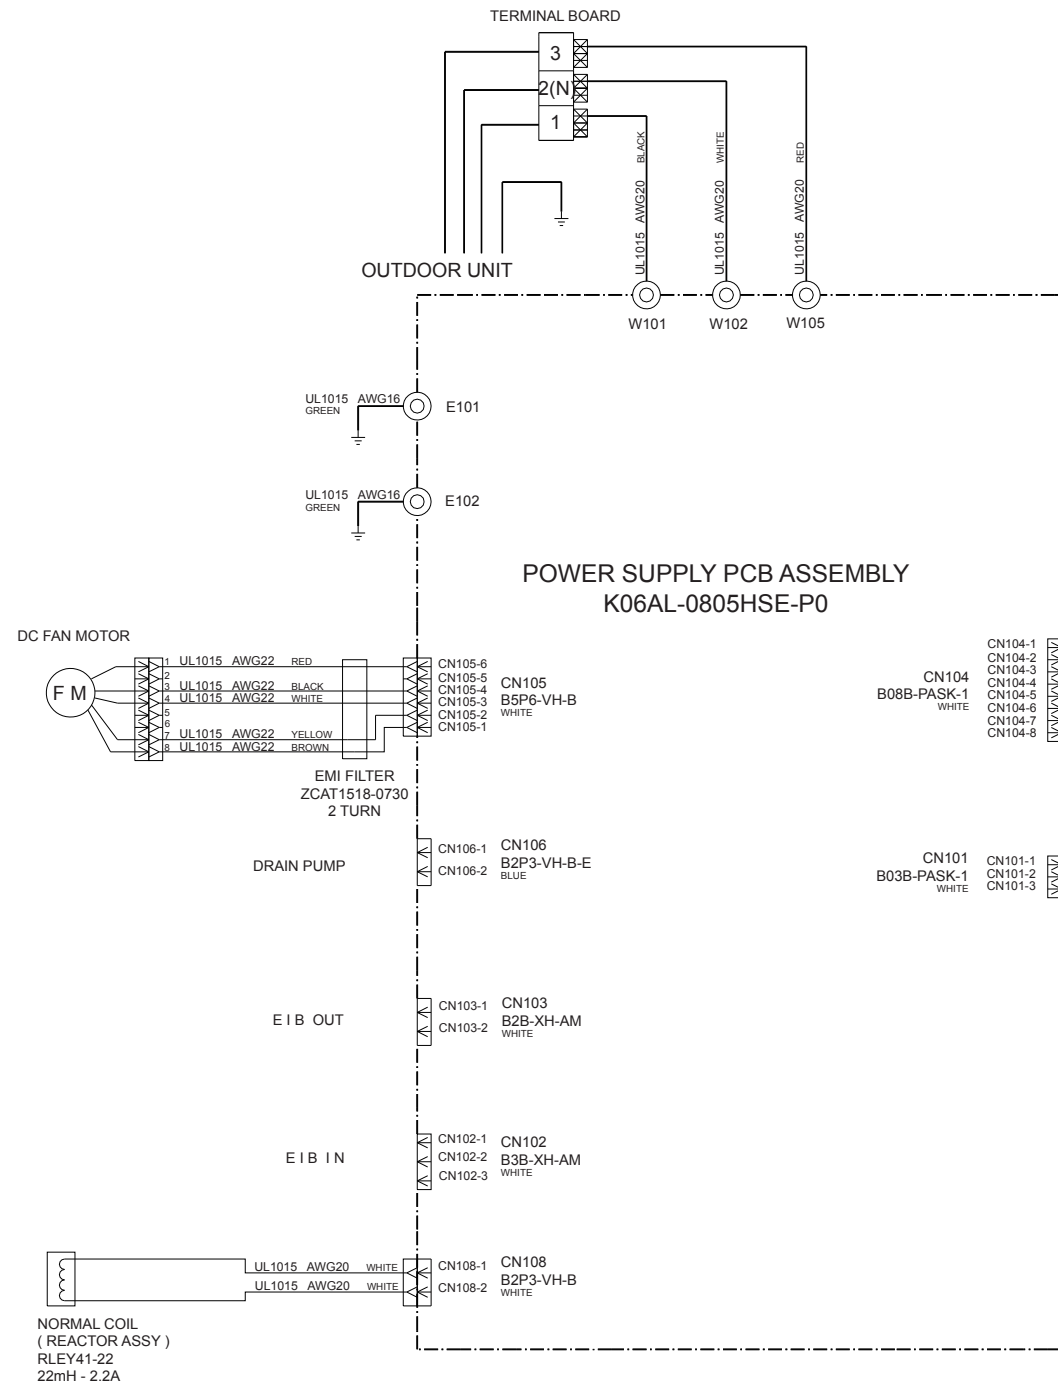 TERMINAL BOARD
3
2(N)
1
UL1015 AWG20 BLACK
UL1015 AWG20 WHITE
UL1015 AWG20 RED
OUTDOOR UNIT
W101
W102
W105
UL1015 AWG16
GREEN
E101
UL1015 AWG16
GREEN
E102
POWER SUPPLY PCB ASSEMBLY
K06AL-0805HSE-P0
DC FAN MOTOR
F M
1 UL1015 AWG22 RED
2
3 UL1015 AWG22 BLACK
4 UL1015 AWG22 WHITE
5
6
7 UL1015 AWG22 YELLOW
8 UL1015 AWG22 BROWN
CN105-6
CN105-5
CN105-4
CN105-3
CN105-2
CN105-1
CN105
B5P6-VH-B
WHITE
EMI FILTER
ZCAT1518-0730
2 TURN
CN104
B08B-PASK-1
WHITE
CN104-1
CN104-2
CN104-3
CN104-4
CN104-5
CN104-6
CN104-7
CN104-8
DRAIN PUMP
CN106-1
CN106-2
CN106
B2P3-VH-B-E
BLUE
CN101
B03B-PASK-1
WHITE
CN101-1
CN101-2
CN101-3
E I B OUT
CN103-1
CN103-2
CN103
B2B-XH-AM
WHITE
E I B I N
CN102-1
CN102-2
CN102-3
CN102
B3B-XH-AM
WHITE
UL1015 AWG20 WHITE
UL1015 AWG20 WHITE
CN108-1
CN108-2
CN108
B2P3-VH-B
WHITE
NORMAL COIL
( REACTOR ASSY )
RLEY41-22
22mH - 2.2A